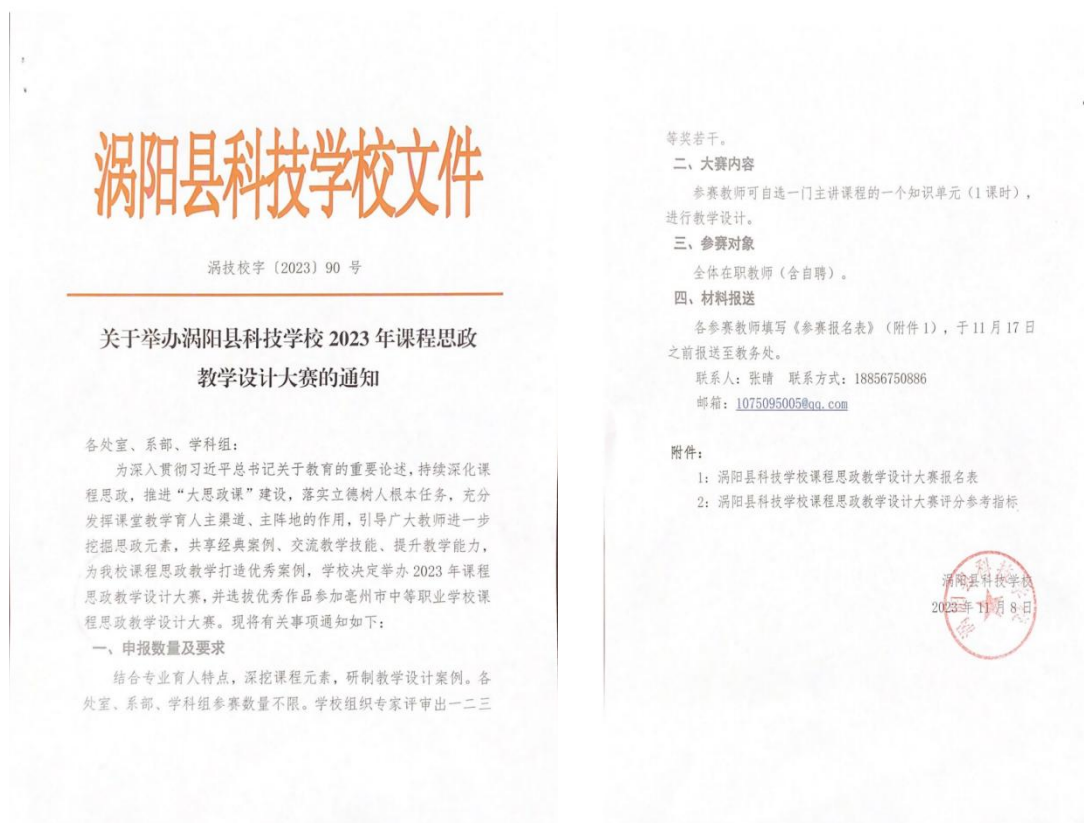 涡阳县科技学校文件
涡技校字〔2023〕90 号
关于举办涡阳县科技学校 2023 年课程思政
教学设计大赛的通知
各处室、系部、学科组：
为深入贯彻习近平总书记关于教育的重要论述，持续深化课
程思政，推进“大思政课”建设，落实立德树人根本任务，充分
发挥课堂教学育人主渠道、主阵地的作用，引导广大教师进一步
挖掘思政元素，共享经典案例、交流教学技能、提升教学能力，
为我校课程思政教学打造优秀案例，学校决定举办 2023 年课程
思政教学设计大赛，并选拔优秀作品参加亳州市中等职业学校课
程思政教学设计大赛。现将有关事项通知如下：
一、申报数量及要求
结合专业育人特点，深挖课程元素，研制教学设计案例。各
处室、系部、学科组参赛数量不限。学校组织专家评审出一二三
等奖若干。
二、大赛内容
参赛教师可自选一门主讲课程的一个知识单元（1 课时），
进行教学设计。
三、参赛对象
全体在职教师（含自聘）。
四、材料报送
各参赛教师填写《参赛报名表》（附件 1），于 11 月 17 日
之前报送至教务处。
联系人：张晴 联系方式：18856750886
邮箱：1075095005@qq.com
附件：
1：涡阳县科技学校课程思政教学设计大赛报名表
2：涡阳县科技学校课程思政教学设计大赛评分参考指标
涡阳县科技学校
2023 年 11 月 8 日